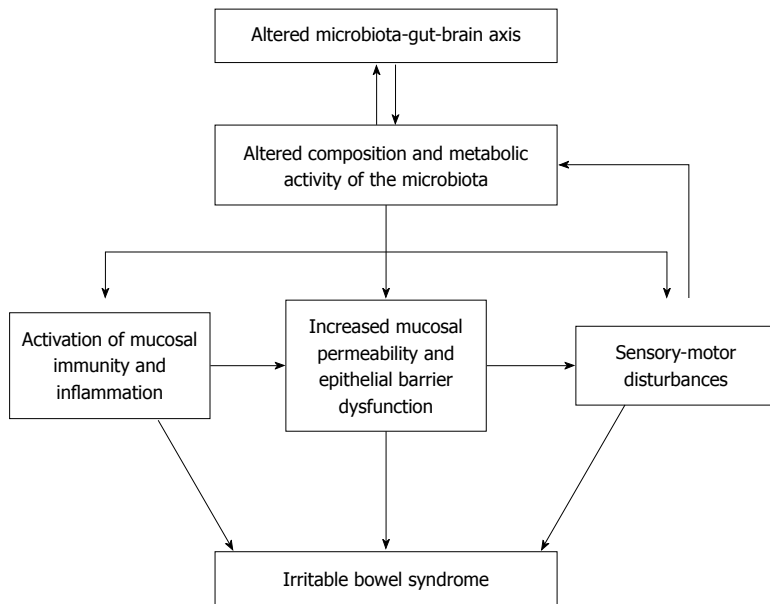 Altered microbiota-gut-brain axis
Altered composition and metabolic
activity of the microbiota
Activation of mucosal
immunity and
inflammation
Increased mucosal
permeability and
epithelial barrier
dysfunction
Sensory-motor
disturbances
Irritable bowel syndrome